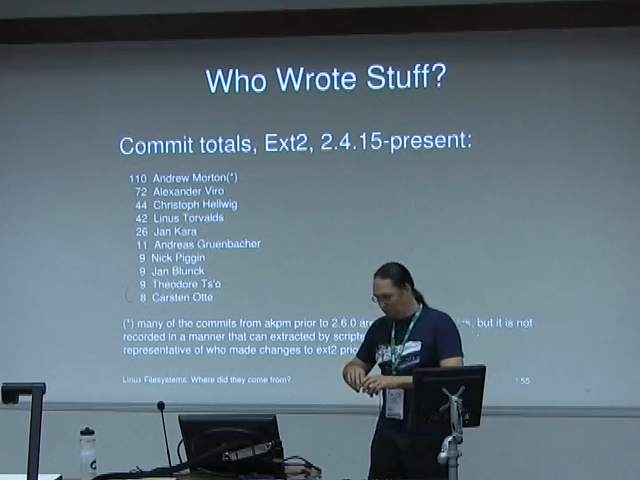 Who Wrote Stuff?
Commit totals, Ext2, 2.4.15-present:
110 Andrew Morton(*)
72 Alexander Viro
44 Christoph Hellwig
42 Linus Torvalds
26 Jan Kara
11 Andreas Gruenbacher
9 Nick Piggin
9 Jan Blunck
9 Theodore Ts'o
8 Carsten Otte
(*) many of the commits from akpm prior to 2.6.0 but it is not
recorded in a manner that can extracted by scripts
representative of who made changes to ext2
Linux Filesystems: Where did they come from? 55